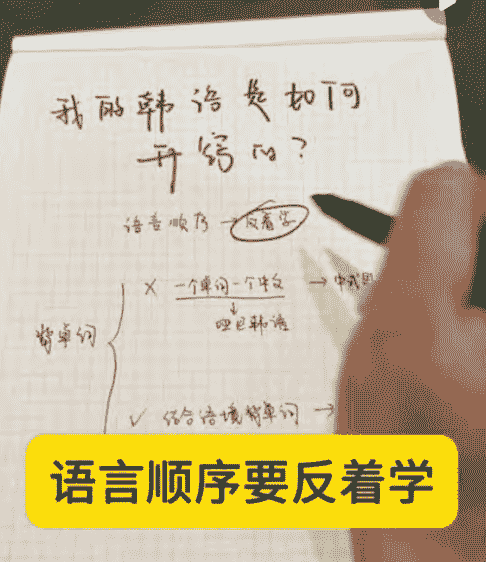 我的韩语是如何
开窍的?
语言顺序→反着学
背单词
× 一个单词一个中文 → 中式
↓
哑巴韩语
✓ 结合语境背单词 →
语言顺序要反着学